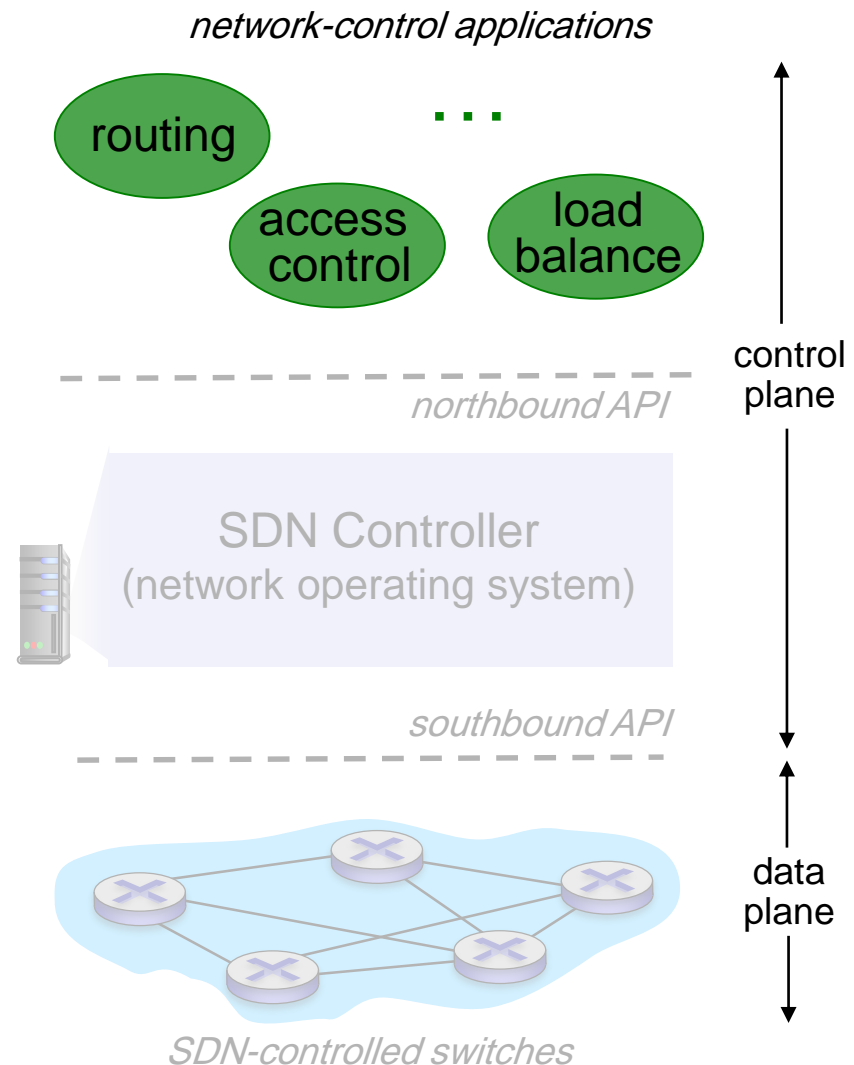 network-control applications
routing
...
access
control
load
balance
control
plane
northbound API
SDN Controller
(network operating system)
southbound API
data
plane
SDN-controlled switches